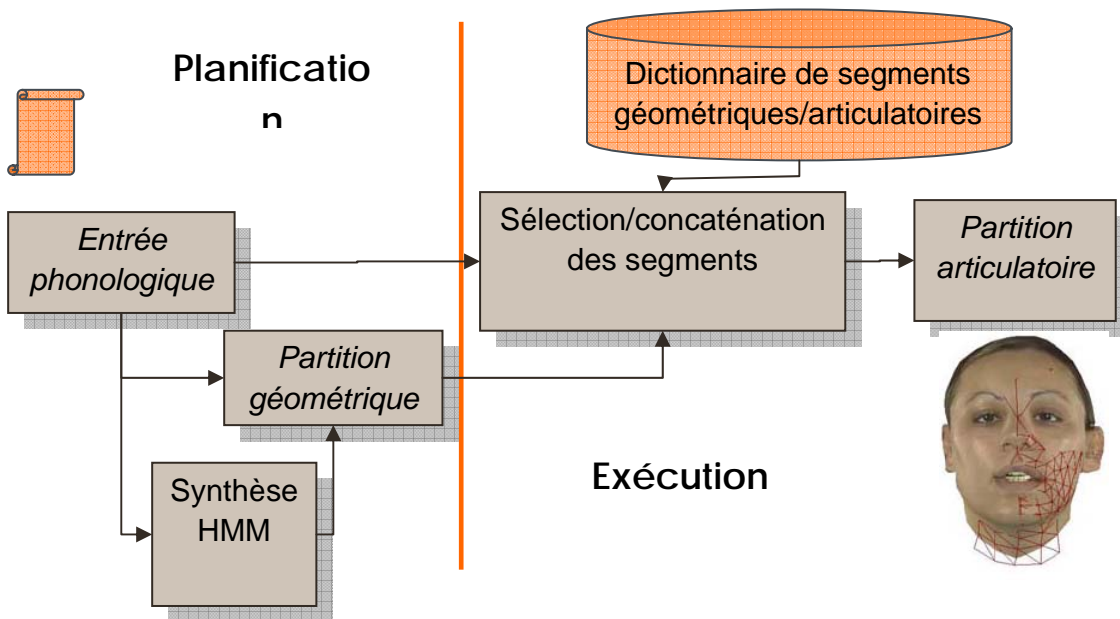 Planificatio
n
Dictionnaire de segments
géométriques/articulatoires
Entrée
phonologique
Sélection/concaténation
des segments
Partition
articulatoire
Partition
géométrique
Synthèse
HMM
Exécution